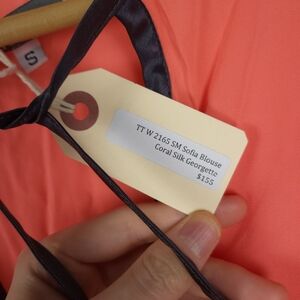 S
TT W 2165 SM Sofia Blouse
Coral Silk Georgette
$155